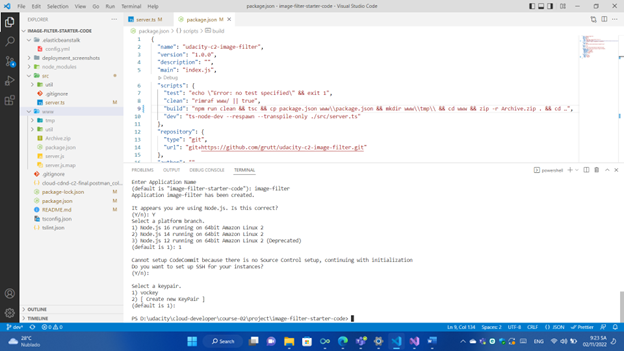 File Edit Selection View Go Run Terminal Help
package.json - image-filter-starter-code - Visual Studio Code
EXPLORER
IMAGE-FILTER-STARTER-CODE
.elasticbeanstalk
config.yml
deployment_screenshots
node_modules
src
util
.gitignore
server.ts 9, M
www
tmp
util
Archive.zip
package.json
server.js
server.js.map
.gitignore
cloud-cdnd-c2-final.postman_col...
package-lock.json M
package.json M
README.md M
tsconfig.json
tslint.json
OUTLINE
TIMELINE
server.ts M
package.json M
package.json > {} scripts > build
1 {
2 "name": "udacity-c2-image-filter",
3 "version": "1.0.0",
4 "description": "",
5 "main": "index.js",
Debug
6 "scripts": {
7 "test": "echo \"Error: no test specified\" && exit 1",
8 "clean": "rimraf www/ || true",
9 "build": "npm run clean && tsc && cp package.json www\\package.json && mkdir www\\tmp\\ && cd www && zip -r Archive.zip . && cd …",
10 "dev": "ts-node-dev --respawn --transpile-only ./src/server.ts"
11 },
12 "repository": {
13 "type": "git",
14 "url": "git+https://github.com/grutt/udacity-c2-image-filter.git"
15 },
PROBLEMS OUTPUT DEBUG CONSOLE TERMINAL
powershell
Enter Application Name
(default is "image-filter-starter-code"): image-filter
Application image-filter has been created.
It appears you are using Node.js. Is this correct?
(Y/n): Y
Select a platform branch.
1) Node.js 16 running on 64bit Amazon Linux 2
2) Node.js 14 running on 64bit Amazon Linux 2
3) Node.js 12 running on 64bit Amazon Linux 2 (Deprecated)
(default is 1): 1
Cannot setup CodeCommit because there is no Source Control setup, continuing with initialization
Do you want to set up SSH for your instances?
(Y/n):
Select a keypair.
1) vockey
2) [ Create new KeyPair ]
(default is 1):
PS D:\udacity\cloud-developer\course-02\project\image-filter-starter-code>
dev* 0 0
Ln 9, Col 134 Spaces: 2 UTF-8 CRLF {} JSON Prettier
28°C
Nublado
Search
ENG
9:23 SA
02/11/2022